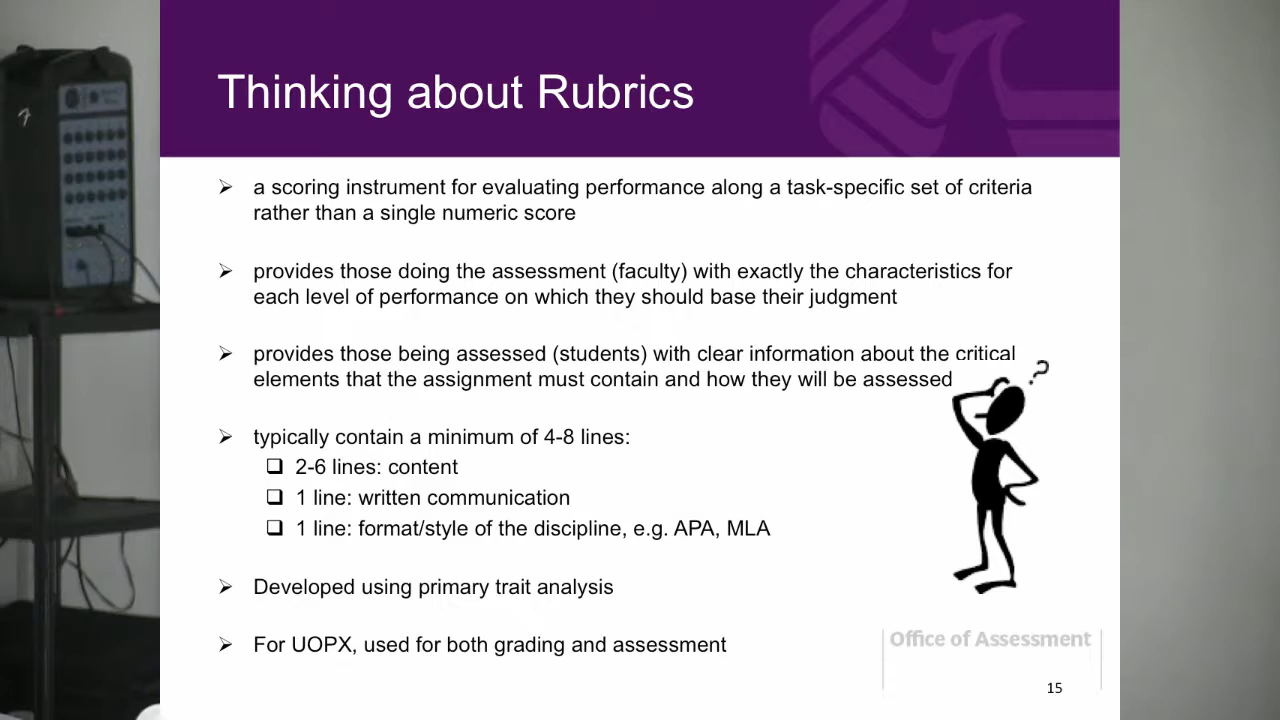 Thinking about Rubrics
➢ a scoring instrument for evaluating performance along a task-specific set of criteria
rather than a single numeric score
➢ provides those doing the assessment (faculty) with exactly the characteristics for
each level of performance on which they should base their judgment
➢ provides those being assessed (students) with clear information about the critical
elements that the assignment must contain and how they will be assessed
?
➢ typically contain a minimum of 4-8 lines:
❑ 2-6 lines: content
❑ 1 line: written communication
❑ 1 line: format/style of the discipline, e.g. APA, MLA
➢ Developed using primary trait analysis
➢ For UOPX, used for both grading and assessment
Office of Assessment
15